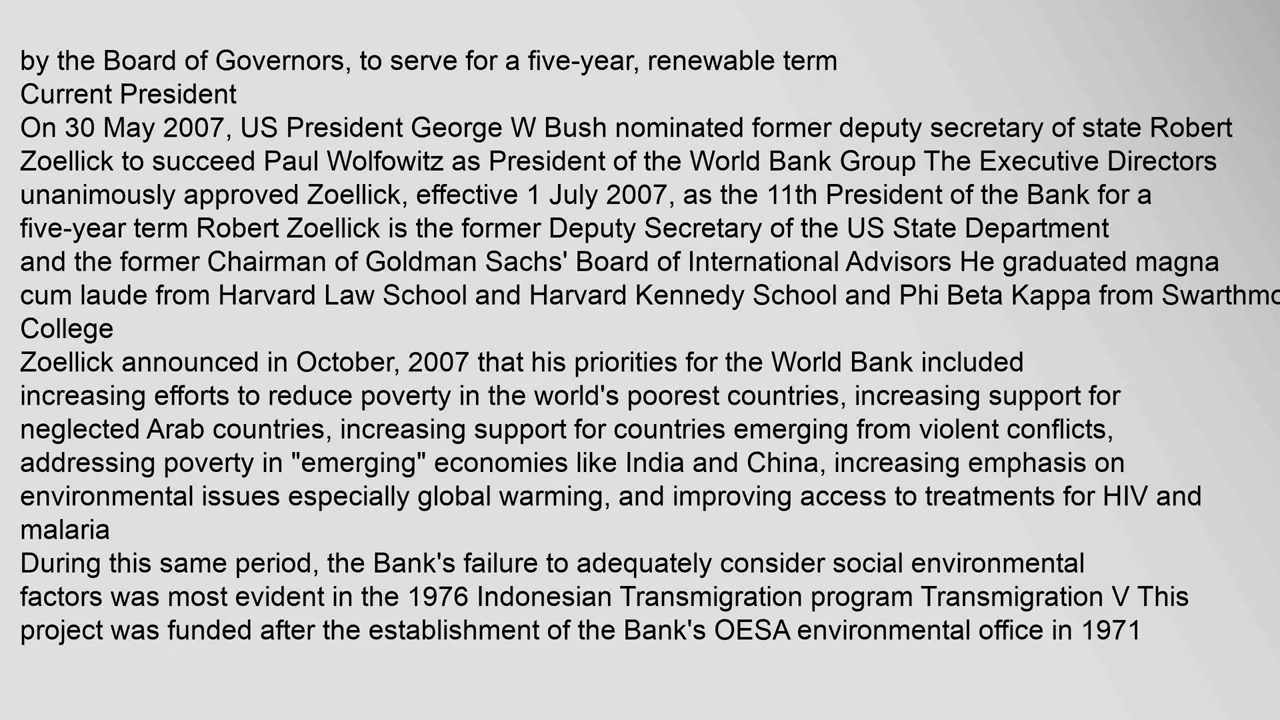 by the Board of Governors, to serve for a five-year, renewable term
Current President
On 30 May 2007, US President George W Bush nominated former deputy secretary of state Robert
Zoellick to succeed Paul Wolfowitz as President of the World Bank Group The Executive Directors
unanimously approved Zoellick, effective 1 July 2007, as the 11th President of the Bank for a
five-year term Robert Zoellick is the former Deputy Secretary of the US State Department
and the former Chairman of Goldman Sachs' Board of International Advisors He graduated magna
cum laude from Harvard Law School and Harvard Kennedy School and Phi Beta Kappa from
College
Zoellick announced in October, 2007 that his priorities for the World Bank included
increasing efforts to reduce poverty in the world's poorest countries, increasing support for
neglected Arab countries, increasing support for countries emerging from violent conflicts,
addressing poverty in "emerging" economies like India and China, increasing emphasis on
environmental issues especially global warming, and improving access to treatments for HIV and
malaria
During this same period, the Bank's failure to adequately consider social environmental
factors was most evident in the 1976 Indonesian Transmigration program Transmigration V This
project was funded after the establishment of the Bank's OESA environmental office in 1971